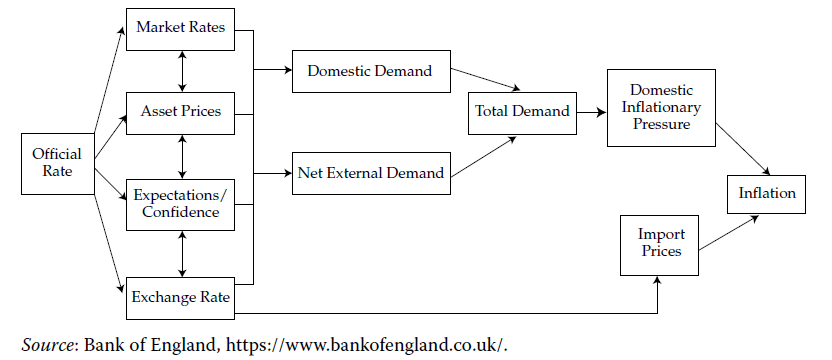 Market Rates
Asset Prices
Official
Rate
Expectations/
Confidence
Exchange Rate
Domestic Demand
Net External Demand
Total Demand
Domestic
Inflationary
Pressure
Import
Prices
Inflation
Source: Bank of England, https://www.bankofengland.co.uk/.